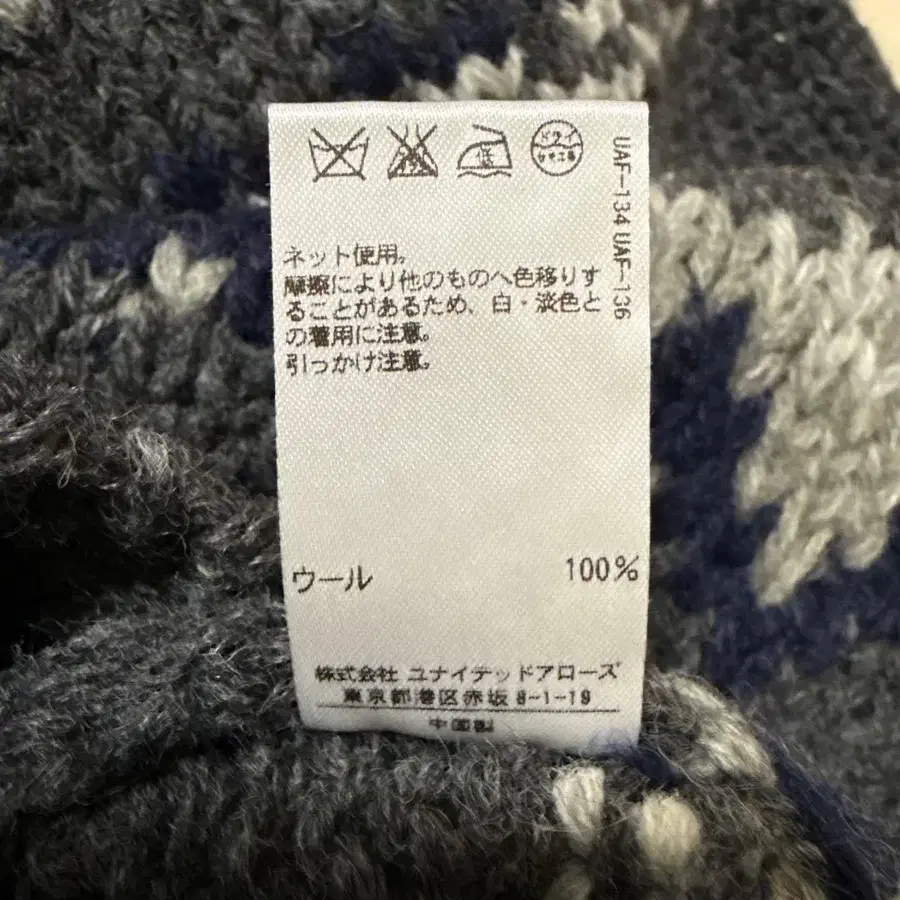 低
ドライ
セキユ系
UAF-134 UAF-136
ネット使用。
摩擦により他のものへ色移りす
ることがあるため、白・淡色と
の着用に注意。
引っかけ注意。
ウール 100%
株式会社 ユナイテッドアローズ
東京都港区赤坂 8-1-19
中国製